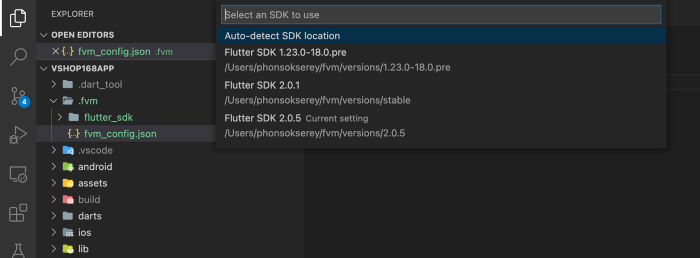 EXPLORER
OPEN EDITORS
{..} fvm_config.json .fvm
VSHOP168APP
.dart_tool
.fvm
flutter_sdk
{..} fvm_config.json
.vscode
android
assets
build
darts
ios
lib
4
Select an SDK to use
Auto-detect SDK location
Flutter SDK 1.23.0-18.0.pre
/Users/phonsokserey/fvm/versions/1.23.0-18.0.pre
Flutter SDK 2.0.1
/Users/phonsokserey/fvm/versions/stable
Flutter SDK 2.0.5 Current setting
/Users/phonsokserey/fvm/versions/2.0.5